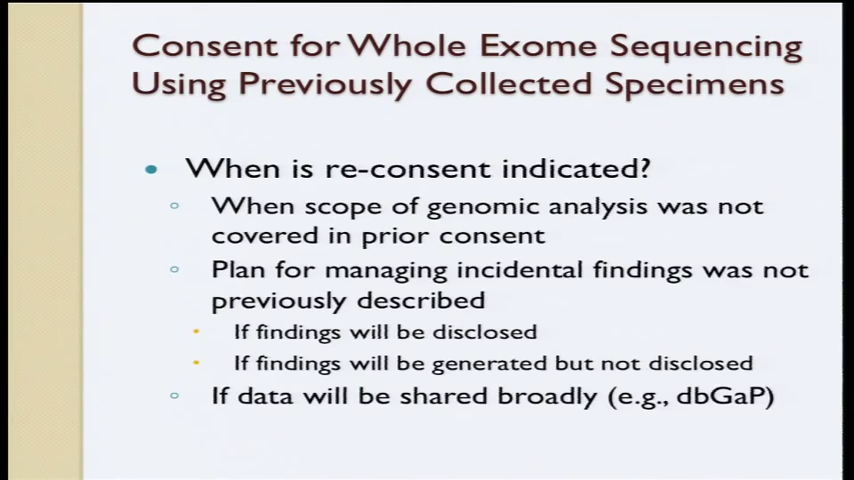 Consent for Whole Exome Sequencing
Using Previously Collected Specimens
• When is re-consent indicated?
◦ When scope of genomic analysis was not
covered in prior consent
◦ Plan for managing incidental findings was not
previously described
• If findings will be disclosed
• If findings will be generated but not disclosed
◦ If data will be shared broadly (e.g., dbGaP)